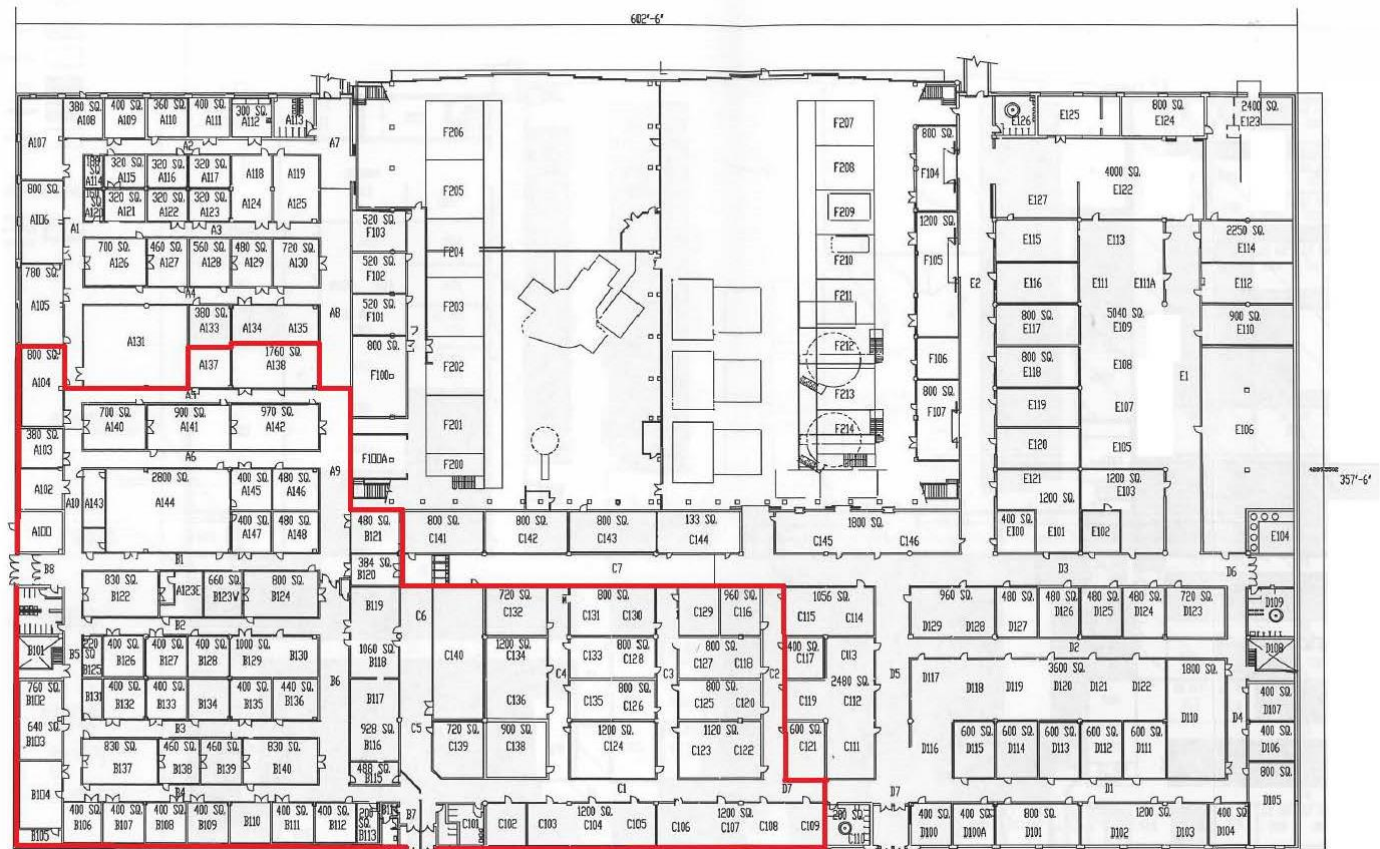 602'-6"
380 SQ. 400 SQ. 360 SQ. 400 SQ. 300 SQ.
A107 A108 A109 A110 A111 A112 A113 A7
A2
320 SQ. 320 SQ. 320 SQ.
A114 A115 A116 A117 A118 A119
800 SQ.
A106
320 SQ. 320 SQ. 320 SQ.
A120 A121 A122 A123 A124 A125
A1 A3
700 SQ. 460 SQ. 560 SQ. 480 SQ. 720 SQ.
A126 A127 A128 A129 A130
780 SQ.
A105
A4
380 SQ.
A131 A133 A134 A135 A8
800 SQ.
A104
1760 SQ.
A137 A138
A5
700 SQ. 900 SQ. 970 SQ.
A140 A141 A142
380 SQ.
A103
A6 A9
2800 SQ. 400 SQ. 480 SQ.
A102 A10 A143 A144 A145 A146
400 SQ. 480 SQ.
A100 A147 A148
B1
B8
830 SQ. 660 SQ. 800 SQ.
B122 A123E B123V B124
B2
220 SQ. 400 SQ. 400 SQ. 400 SQ. 1000 SQ.
B101 B5 B125 B126 B127 B128 B129 B130
760 SQ.
B102
400 SQ. 400 SQ. 400 SQ. 440 SQ.
B131 B132 B133 B134 B135 B136 B6
640 SQ.
B103
B3
830 SQ. 460 SQ. 460 SQ. 830 SQ.
B137 B138 B139 B140
B104
B4
400 SQ. 400 SQ. 400 SQ. 400 SQ. 400 SQ. 400 SQ. 200 SQ.
B105 B106 B107 B108 B109 B110 B111 B112 B113
480 SQ.
B121
384 SQ.
B120
B119
1060 SQ.
B118
B117
928 SQ.
B116
488 SQ.
B115
B7
520 SQ.
F103
520 SQ.
F102
520 SQ.
F101
800 SQ.
F100
F100A
F206
F205
F204
F203
F202
F201
F200
F207
F208
F209
F210
F211
F212
F213
F214
800 SQ.
F104
1200 SQ.
F105
F106
800 SQ.
F107
800 SQ. 800 SQ. 800 SQ. 133 SQ. 1800 SQ.
C141 C142 C143 C144 C145 C146
C7
720 SQ. 800 SQ. 960 SQ. 1056 SQ.
C6 C132 C131 C130 C129 C116 C115 C114
1200 SQ. 800 SQ. 800 SQ. 400 SQ.
C140 C134 C133 C128 C127 C118 C117 C113
C4 C3 C2
2480 SQ.
800 SQ. 800 SQ.
C136 C135 C126 C125 C120 C119 C112
C5
720 SQ. 900 SQ. 1200 SQ. 1120 SQ. 600 SQ.
C139 C138 C124 C123 C122 C121 C111
C1 D7
1200 SQ. 1200 SQ. 200 SQ.
C101 C102 C103 C104 C105 C106 C107 C108 C109 C110
800 SQ. 2400 SQ.
E126 E125 E124 E123
4000 SQ.
E122
E127
2250 SQ.
E115 E113 E1 E114
E2 E116 E111 E111A E112
800 SQ. 5040 SQ. 900 SQ.
E117 E109 E110
800 SQ.
E118 E108 E1
E119 E107 E106
E120 E105
E121 1200 SQ.
1200 SQ. E103
400 SQ.
E100 E101 E102 E104
D3 D6
960 SQ. 480 SQ. 480 SQ. 480 SQ. 480 SQ. 720 SQ.
D129 D128 D127 D126 D125 D124 D123 D109
D2 D108
D5
3600 SQ. 1800 SQ.
D117 D118 D119 D120 D121 D122 D110
400 SQ.
D107
D4
600 SQ. 600 SQ. 600 SQ. 600 SQ. 600 SQ. 400 SQ.
D116 D115 D114 D113 D112 D111 D106
800 SQ.
D105
D7 D1
400 SQ. 400 SQ. 800 SQ. 1200 SQ. 400 SQ.
D100 D100A D101 D102 D103 D104
357'-6"